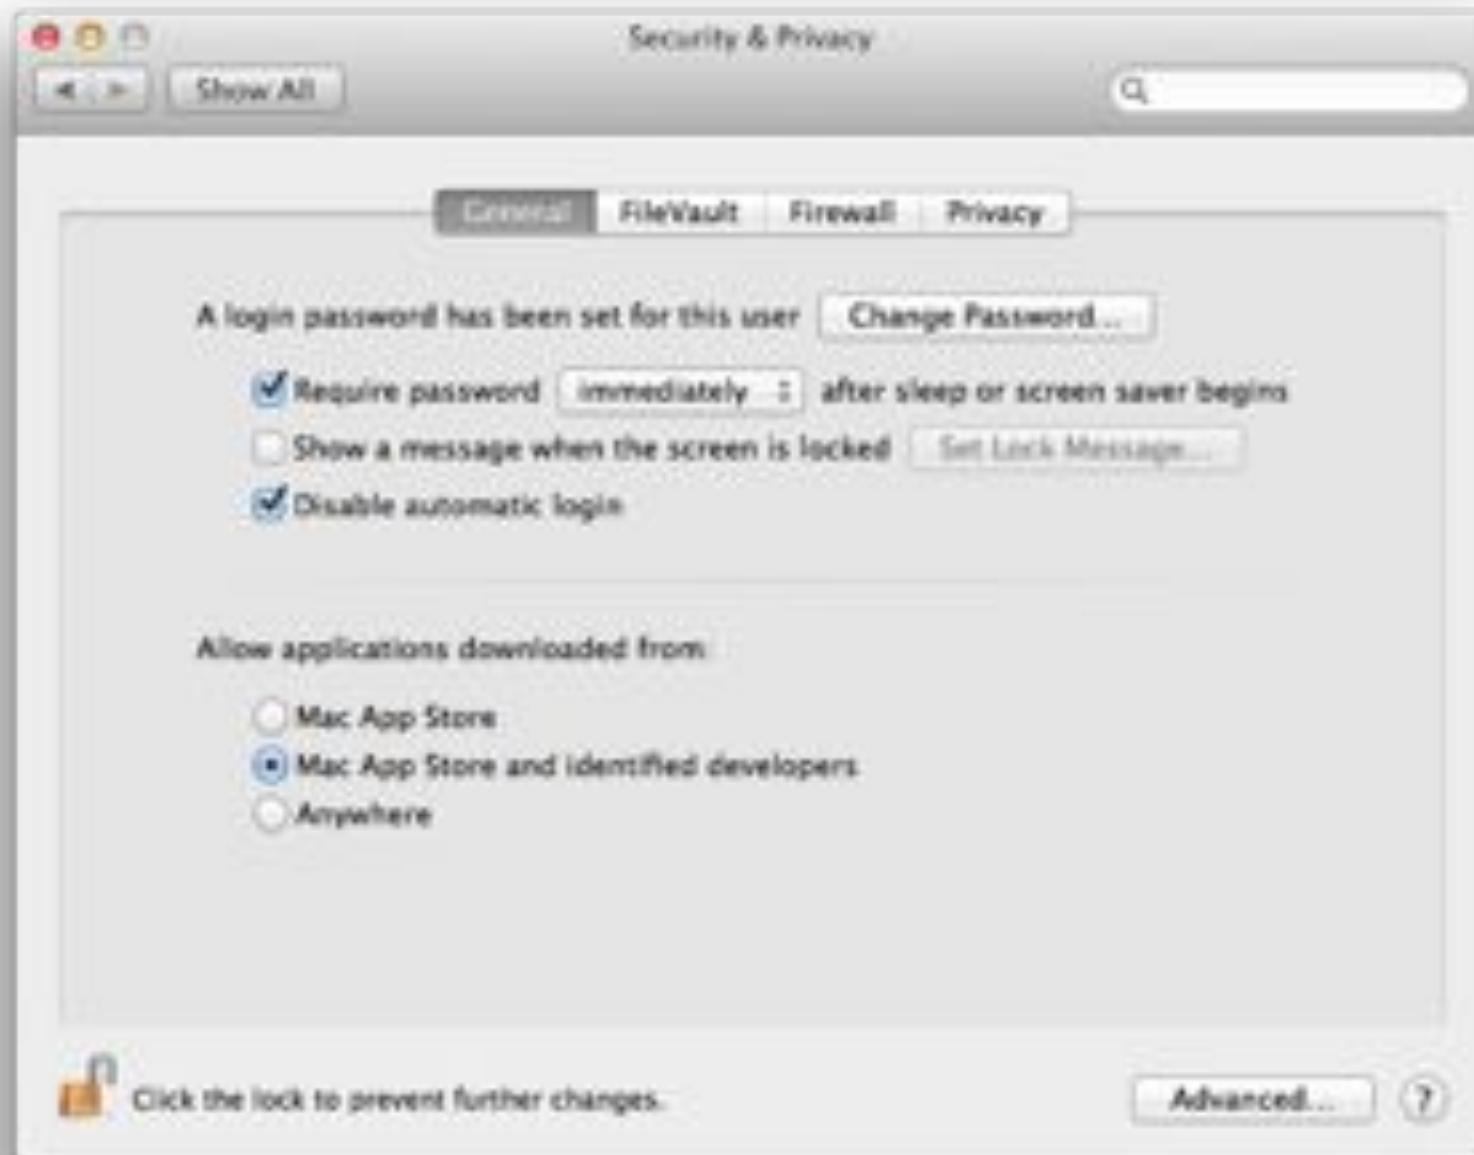 Security & Privacy
Show All
General FileVault Firewall Privacy
A login password has been set for this user Change Password...
Require password immediately after sleep or screen saver begins
Show a message when the screen is locked Set Lock Message...
Disable automatic login
Allow applications downloaded from:
Mac App Store
Mac App Store and identified developers
Anywhere
Click the lock to prevent further changes.
Advanced... ?